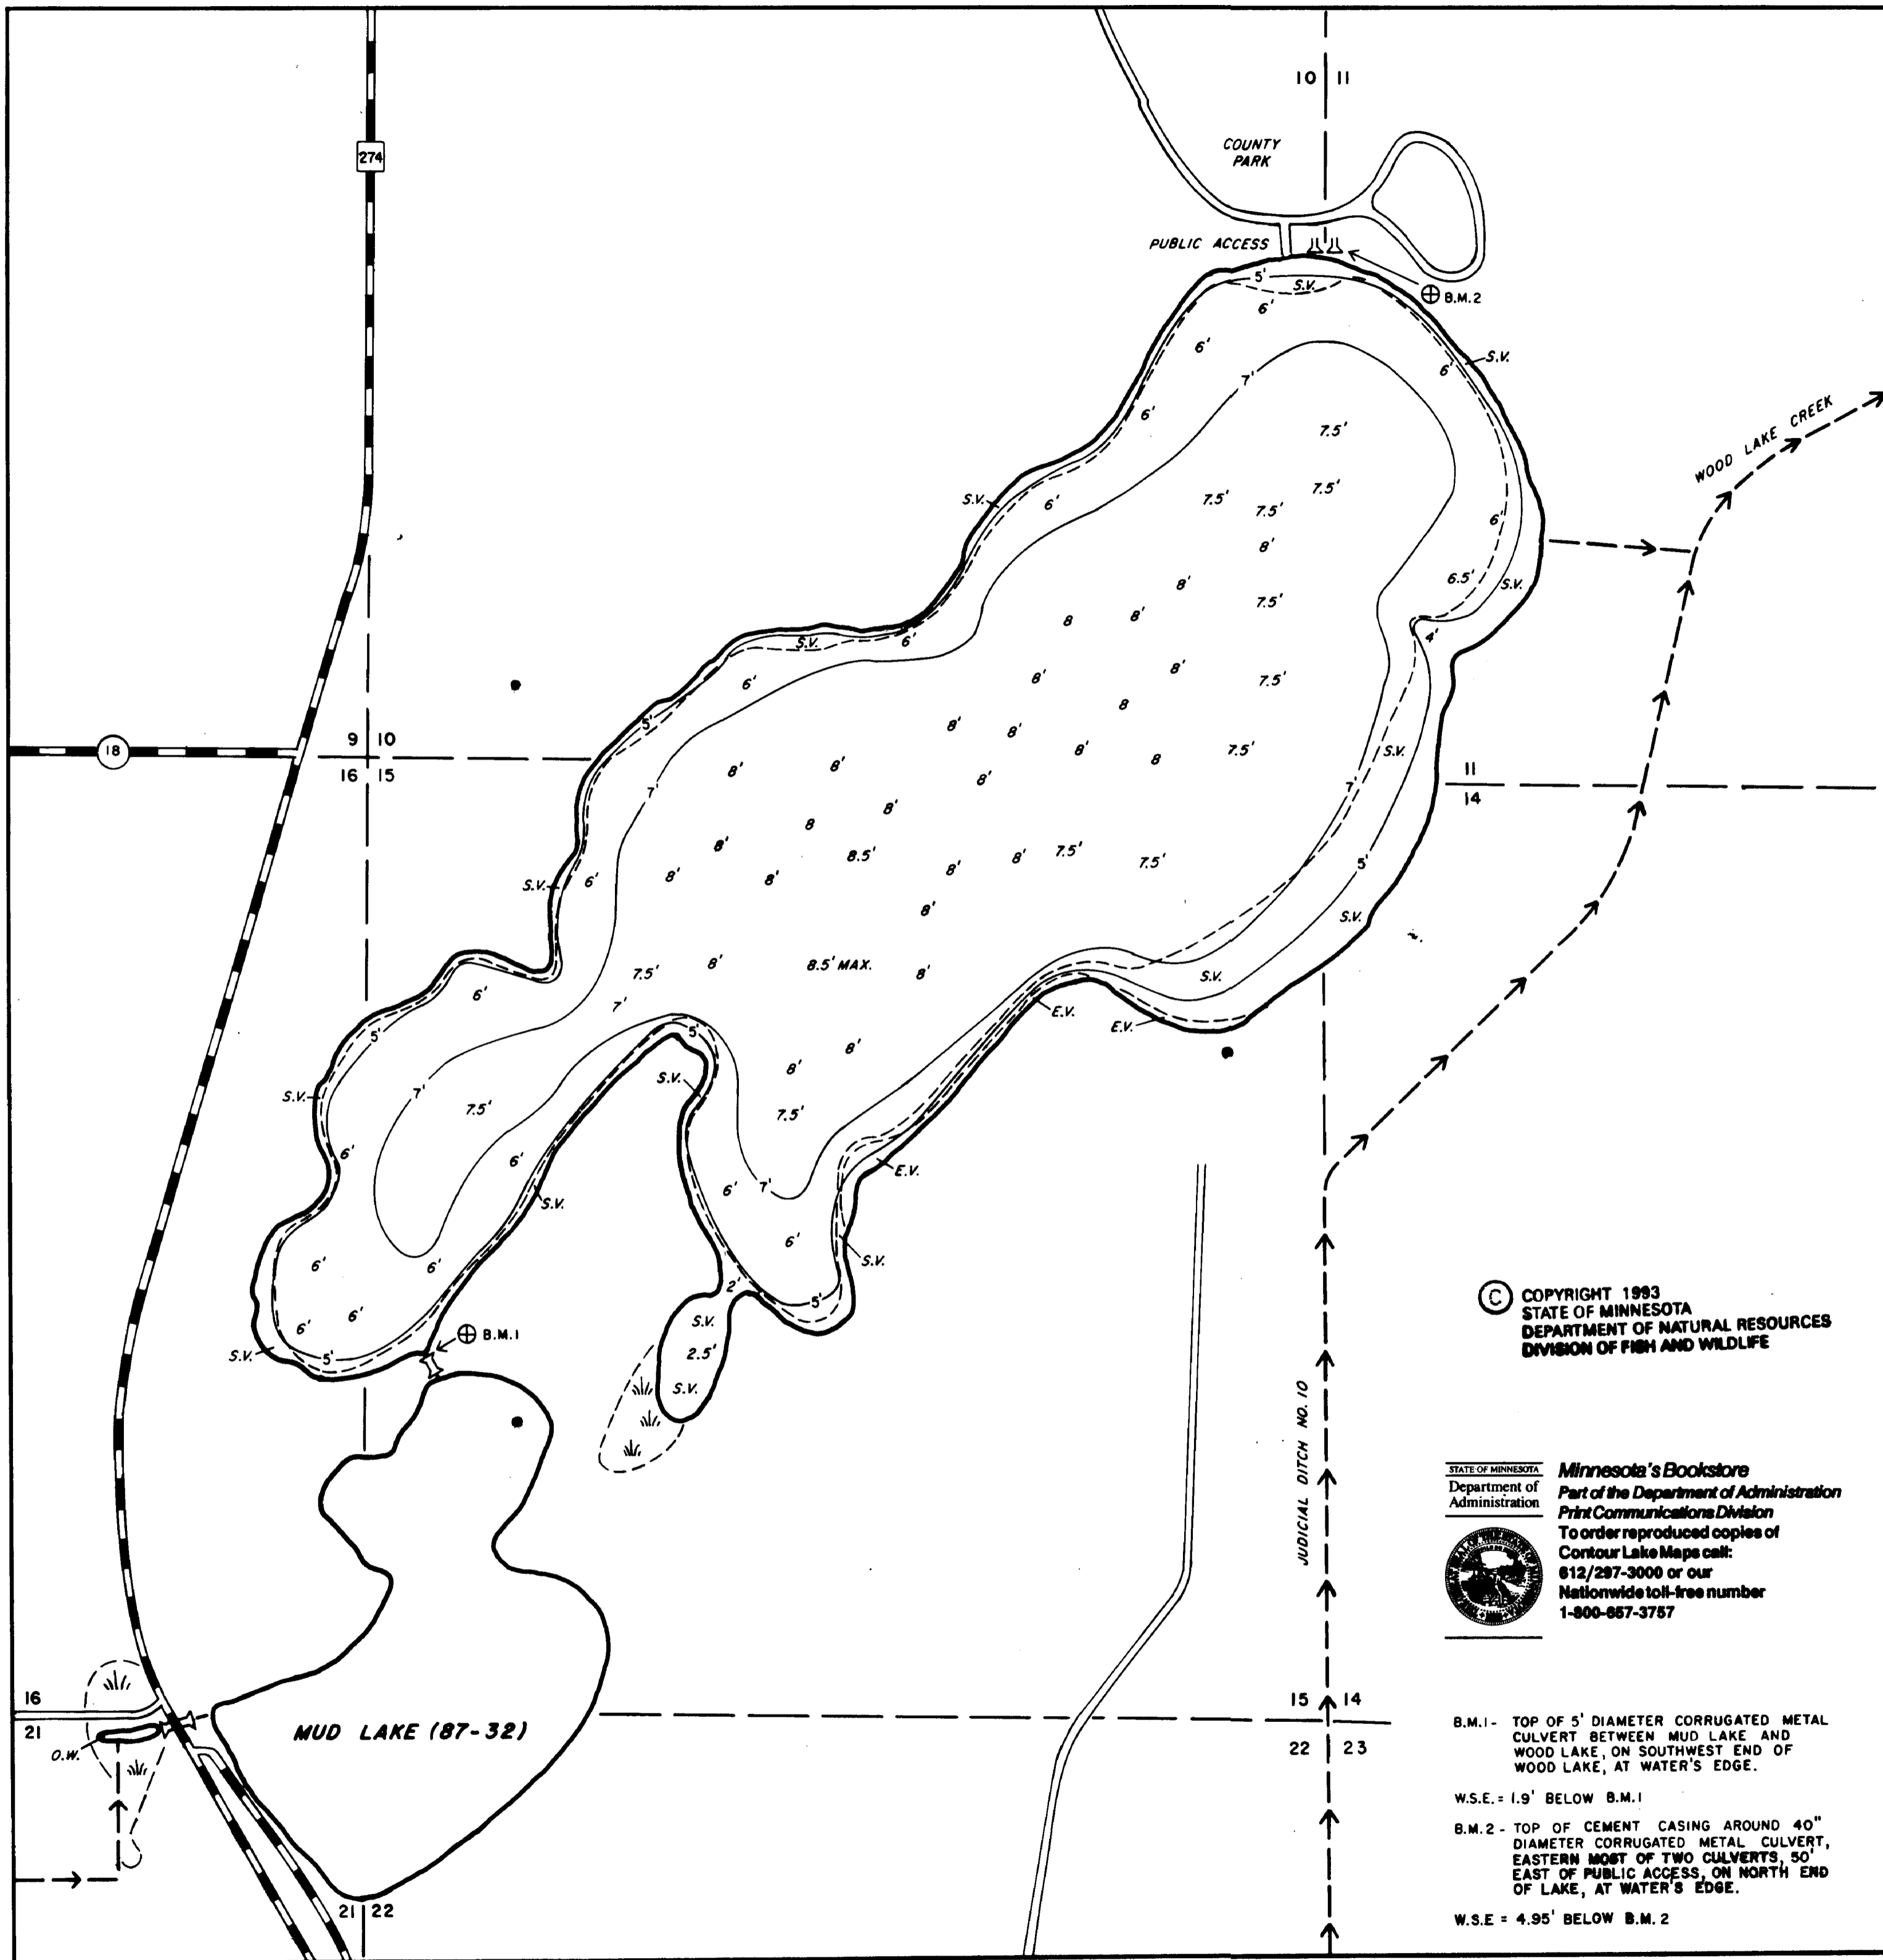 10 11
274
COUNTY
PARK
PUBLIC ACCESS
5'
S.V.
B.M.2
6'
6'
S.V.
6'
7'
6'
7.5'
WOOD LAKE CREEK
7.5'
7.5'
S.V.
6'
7.5'
6'
8'
6.5'
S.V.
8'
7.5'
8'
8
4'
S.V.
6'
8'
7.5'
8'
6'
8
5'
8'
8'
9 10
8'
7.5'
S.V.
18
8
8'
8'
16 15
8'
7'
7'
11
14
8'
8
8'
8.5'
8'
7.5'
7.5'
5'
8'
S.V.
6'
8'
8'
8'
8'
S.V.
7.5'
8'
8.5' MAX.
8'
S.V.
6'
7'
E.V.
E.V.
5'
5'
8'
8'
S.V.
S.V.
7'
7.5'
7.5'
6'
6'
E.V.
S.V.
6'
7'
6'
S.V.
6'
6'
2'
5'
6'
6'
S.V.
B.M.1
S.V.
5'
2.5'
S.V.
C
COPYRIGHT 1993
STATE OF MINNESOTA
DEPARTMENT OF NATURAL RESOURCES
DIVISION OF FISH AND WILDLIFE
JUDICIAL DITCH NO. 10
STATE OF MINNESOTA
Department of
Administration
Minnesota's Bookstore
Part of the Department of Administration
Print Communications Division
To order reproduced copies of
Contour Lake Maps call:
612/297-3000 or our
Nationwide toll-free number
1-800-657-3757
16
21
O.W.
MUD LAKE (87-32)
15 14
22 23
21 22
B.M.1- TOP OF 5' DIAMETER CORRUGATED METAL
CULVERT BETWEEN MUD LAKE AND
WOOD LAKE, ON SOUTHWEST END OF
WOOD LAKE, AT WATER'S EDGE.
W.S.E. = 1.9' BELOW B.M.1
B.M.2 - TOP OF CEMENT CASING AROUND 40"
DIAMETER CORRUGATED METAL CULVERT,
EASTERN MOST OF TWO CULVERTS, 50'
EAST OF PUBLIC ACCESS, ON NORTH END
OF LAKE, AT WATER'S EDGE.
W.S.E = 4.95' BELOW B.M. 2